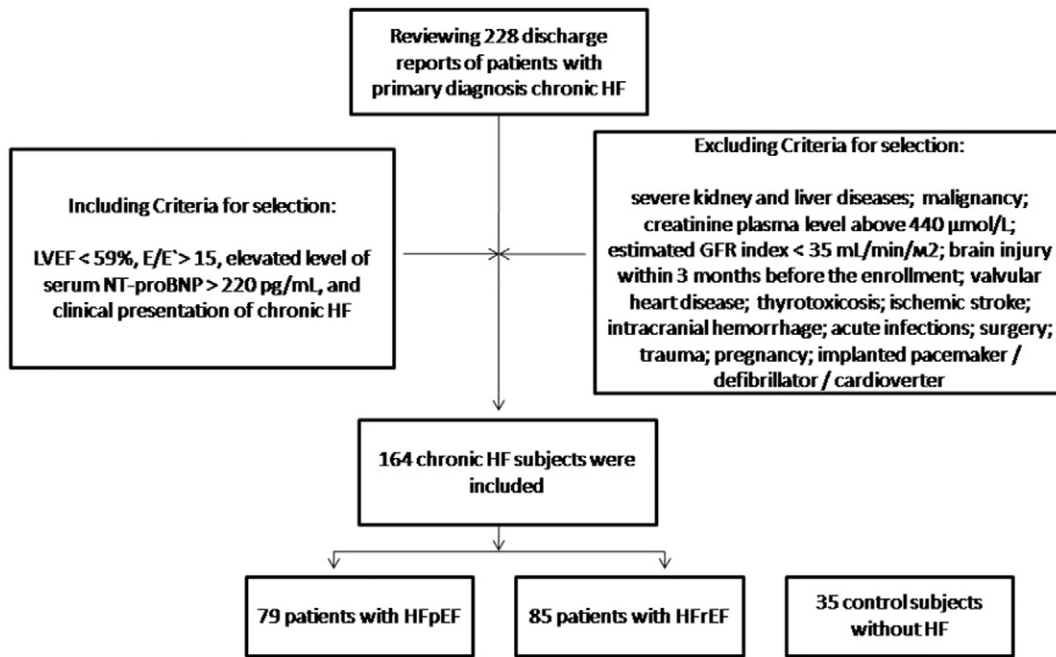 Reviewing 228 discharge
reports of patients with
primary diagnosis chronic HF
Including Criteria for selection:
LVEF < 59%, E/E`> 15, elevated level of
serum NT-proBNP > 220 pg/mL, and
clinical presentation of chronic HF
Excluding Criteria for selection:
severe kidney and liver diseases; malignancy;
creatinine plasma level above 440 μmol/L;
estimated GFR index < 35 mL/min/м2; brain injury
within 3 months before the enrollment; valvular
heart disease; thyrotoxicosis; ischemic stroke;
intracranial hemorrhage; acute infections; surgery;
trauma; pregnancy; implanted pacemaker /
defibrillator / cardioverter
164 chronic HF subjects were
included
79 patients with HFpEF
85 patients with HFrEF
35 control subjects
without HF